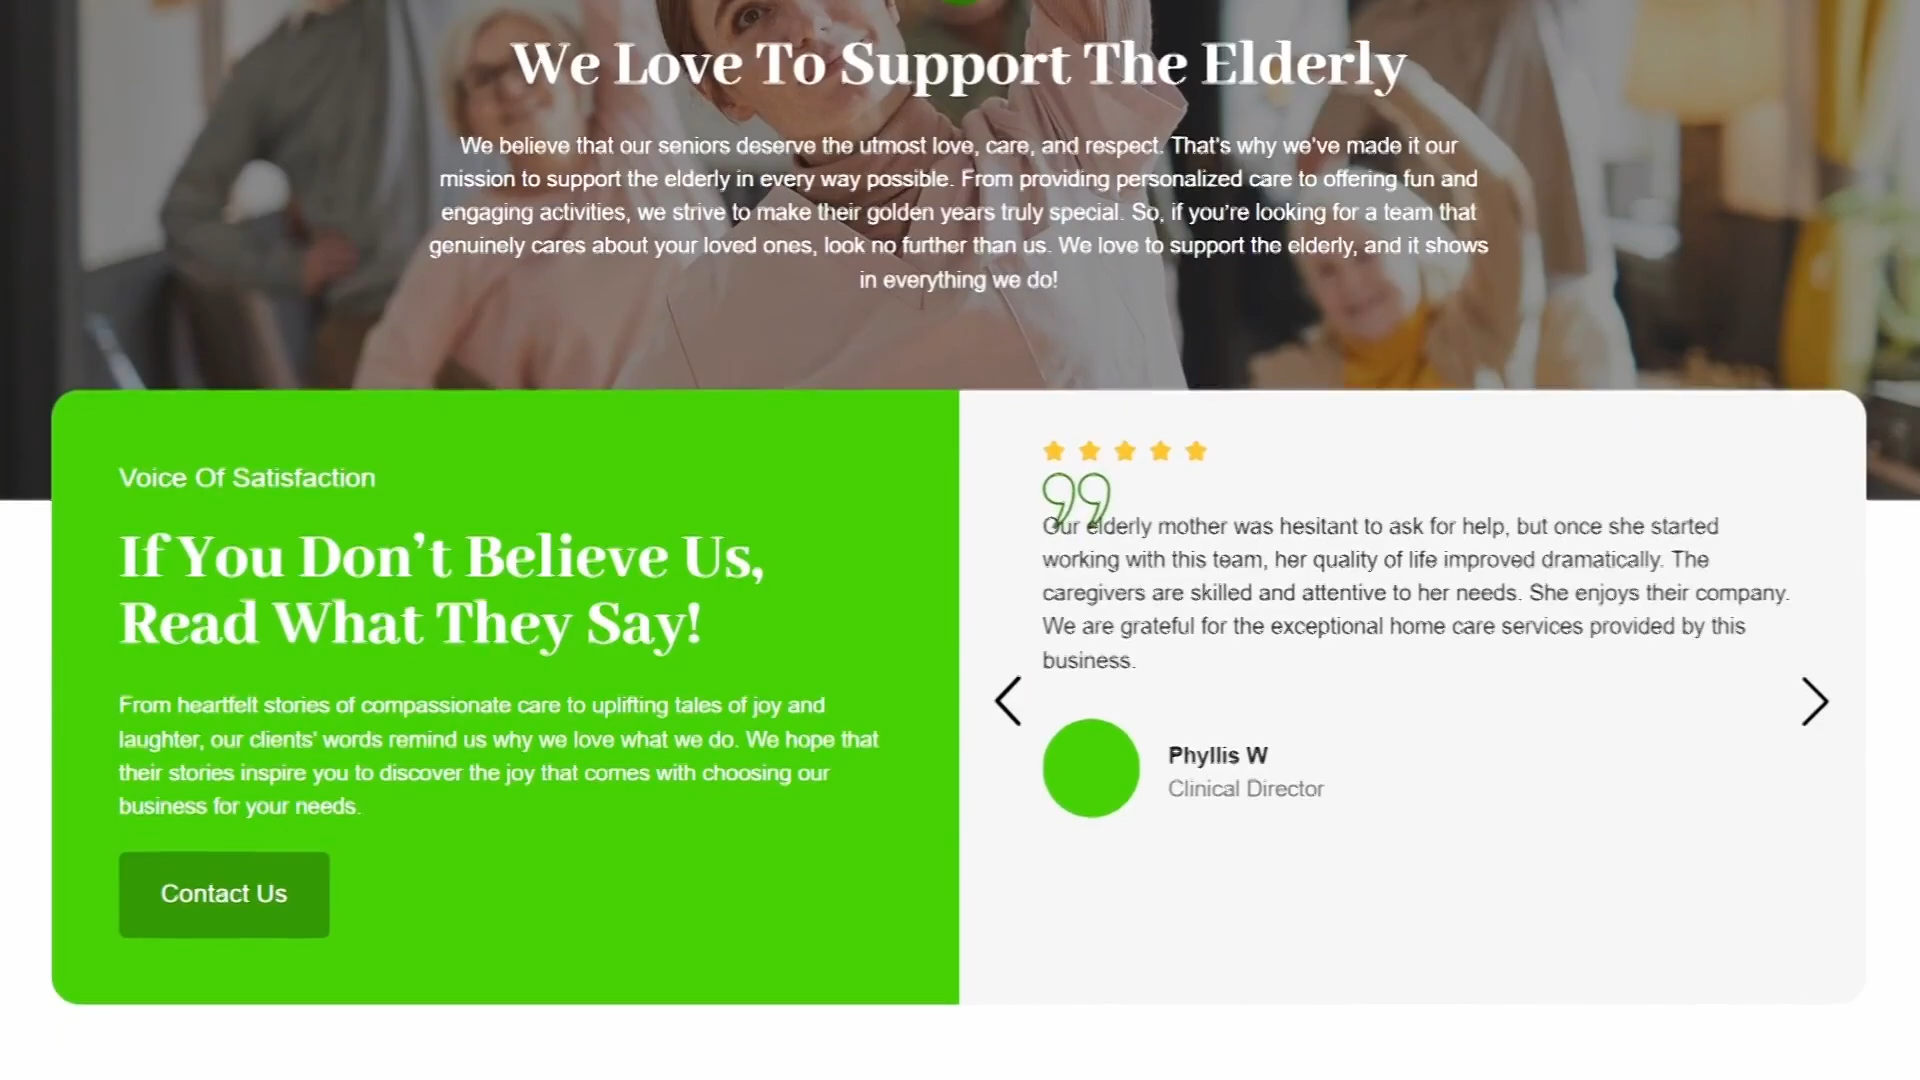 We Love To Support The Elderly
We believe that our seniors deserve the utmost love, care, and respect. That's why we've made it our
mission to support the elderly in every way possible. From providing personalized care to offering fun and
engaging activities, we strive to make their golden years truly special. So, if you're looking for a team that
genuinely cares about your loved ones, look no further than us. We love to support the elderly, and it shows
in everything we do!
Voice Of Satisfaction
If You Don't Believe Us,
Read What They Say!
From heartfelt stories of compassionate care to uplifting tales of joy and
laughter, our clients' words remind us why we love what we do. We hope that
their stories inspire you to discover the joy that comes with choosing our
business for your needs.
Contact Us
Our elderly mother was hesitant to ask for help, but once she started
working with this team, her quality of life improved dramatically. The
caregivers are skilled and attentive to her needs. She enjoys their company.
We are grateful for the exceptional home care services provided by this
business.
Phyllis W
Clinical Director